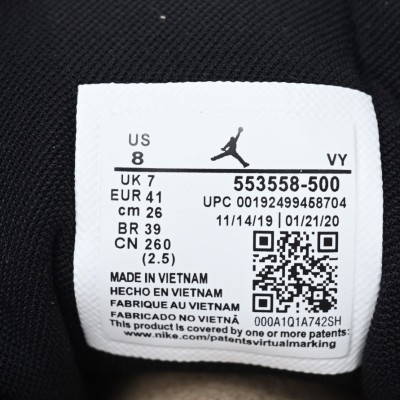 US
8
VY
UK 7
EUR 41
cm 26
BR 39
CN 260
(2.5)
553558-500
UPC 00192499458704
11/14/19 | 01/21/20
000A1Q1A742SH
MADE IN VIETNAM
HECHO EN VIETNAM
FABRIQUE AU VIETNAM
FABRICADO NO VIETNÃ
This product is covered by one or more patents:
www.nike.com/patentsvirtualmarking